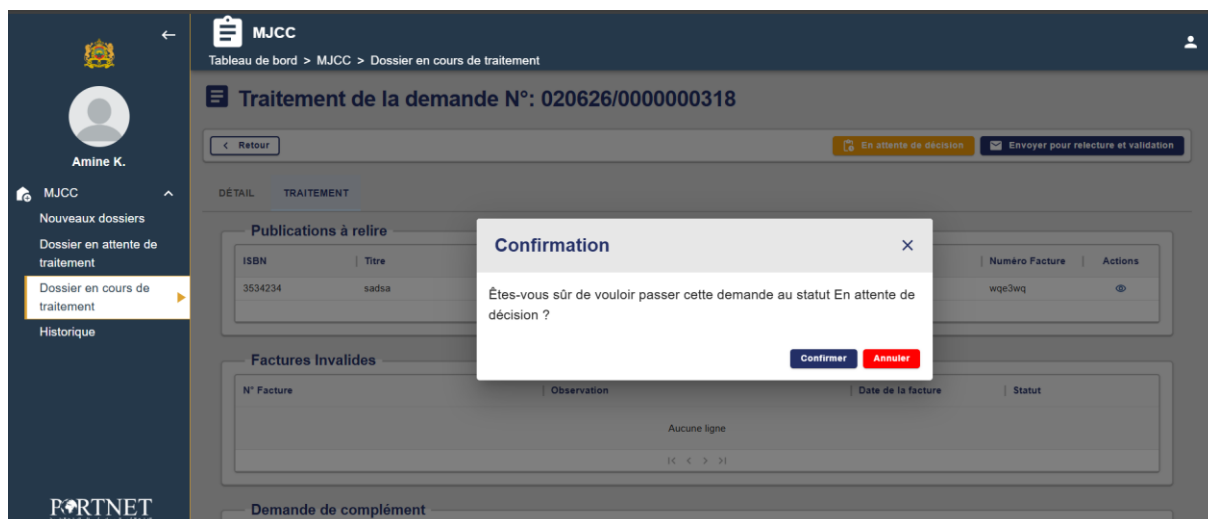 MJCC
Tableau de bord > MJCC > Dossier en cours de traitement
Amine K.
MJCC
Nouveaux dossiers
Dossier en attente de
traitement
Dossier en cours de
traitement
Historique
PORTNET
Traitement de la demande N°: 020626/0000000318
Retour
En attente de décision
Envoyer pour relecture et validation
DÉTAIL
TRAITEMENT
Publications à relire
ISBN
Titre
Numéro Facture
Actions
3534234
sadsa
wqe3wq
Confirmation
Êtes-vous sûr de vouloir passer cette demande au statut En attente de
décision ?
Confirmer
Annuler
Factures Invalides
N° Facture
Observation
Date de la facture
Statut
Aucune ligne
Demande de complément